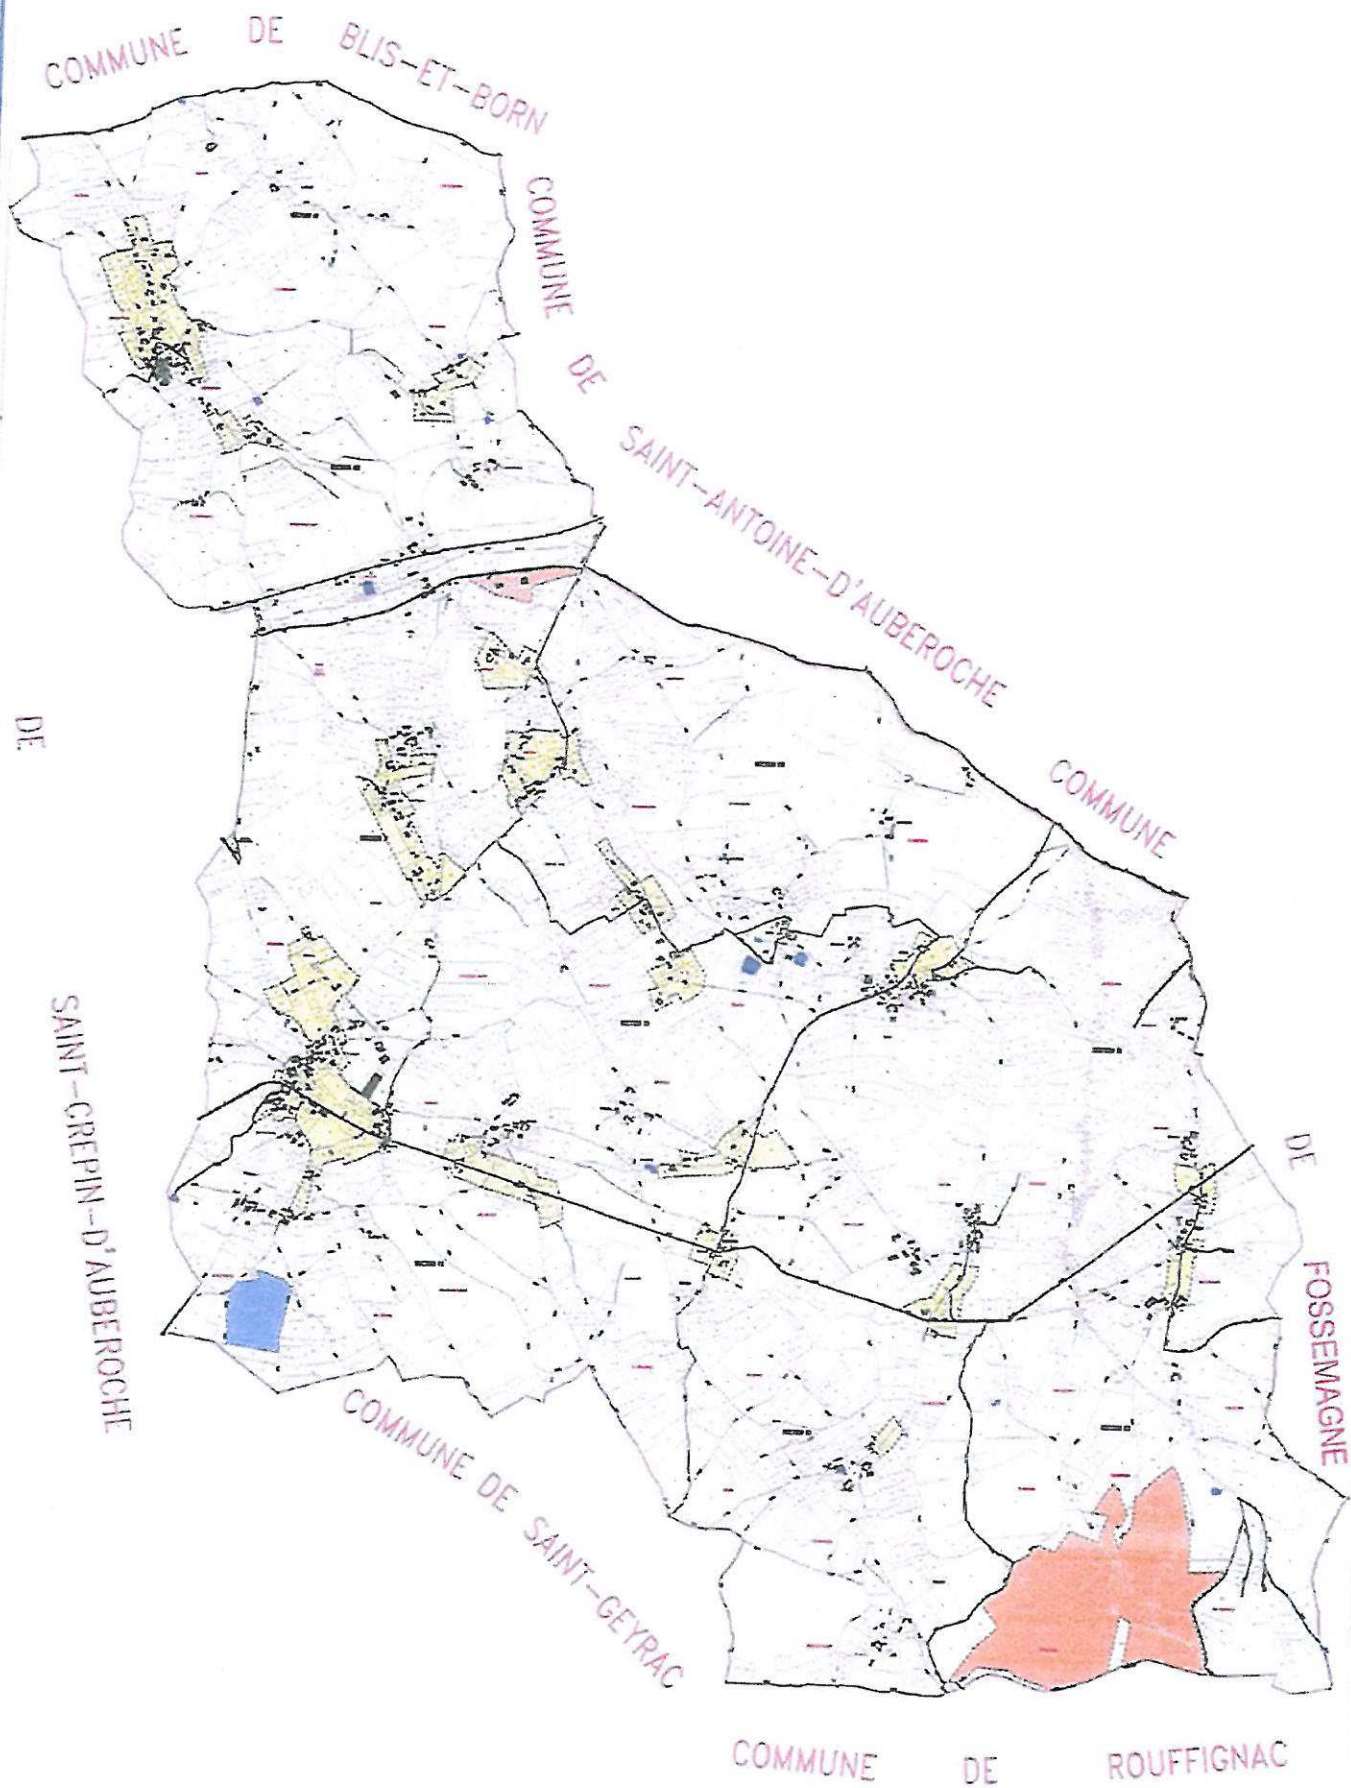 COMMUNE DE BLIS-ET-BORN
COMMUNE DE SAINT-ANTOINE-D'AUBEROCHE
COMMUNE DE FOSSEMAGNE
DE SAINT-CREPIN-D'AUBEROCHE
COMMUNE DE SAINT-GEYRAC
COMMUNE DE ROUFFIGNAC